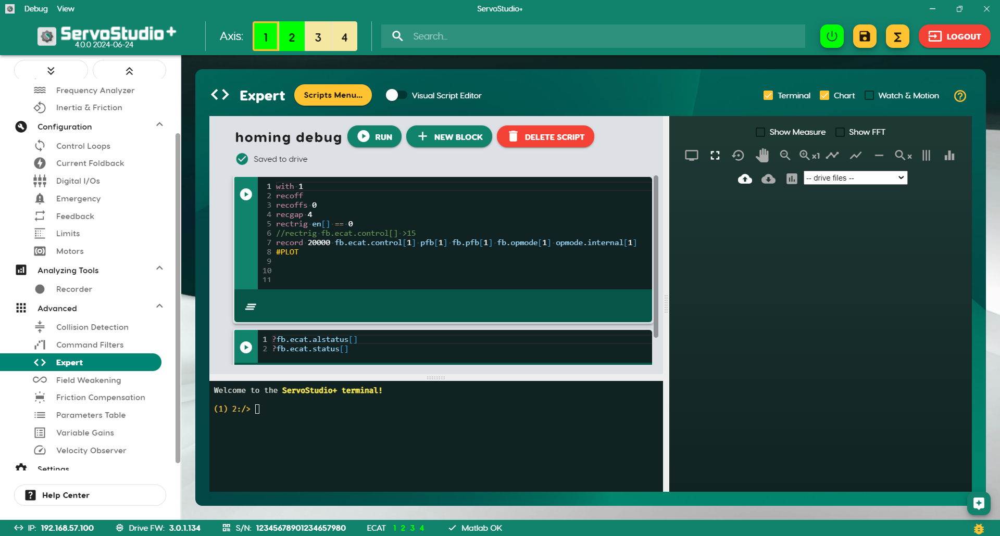 Debug View
ServoStudio+
ServoStudio+
4.0.0 2024-06-24
Axis: 1 2 3 4
Search...
LOGOUT
Frequency Analyzer
Inertia & Friction
Configuration
Control Loops
Current Foldback
Digital I/Os
Emergency
Feedback
Limits
Motors
Analyzing Tools
Recorder
Advanced
Collision Detection
Command Filters
Expert
Field Weakening
Friction Compensation
Parameters Table
Variable Gains
Velocity Observer
Settings
Help Center
Expert
Scripts Menu...
Visual Script Editor
Terminal
Chart
Watch & Motion
homing debug
RUN
NEW BLOCK
DELETE SCRIPT
Saved to drive
1 with 1
2 recoff
3 recoffs 0
4 recgap 4
5 rectrig en[] == 0
6 //rectrig fb.ecat.control[] >15
7 record 20000 fb.ecat.control[1] pfb[1] fb.pfb[1] fb.opmode[1] opmode.internal[1]
8 #PLOT
9
10
11
1 ?fb.ecat.alstatus[]
2 ?fb.ecat.status[]
Welcome to the ServoStudio+ terminal!
(1) 2:/>
Show Measure
Show FFT
x1
x
-- drive files --
IP: 192.168.57.100
Drive FW: 3.0.1.134
S/N: 12345678901234657980
ECAT 1 2 3 4
Matlab OK